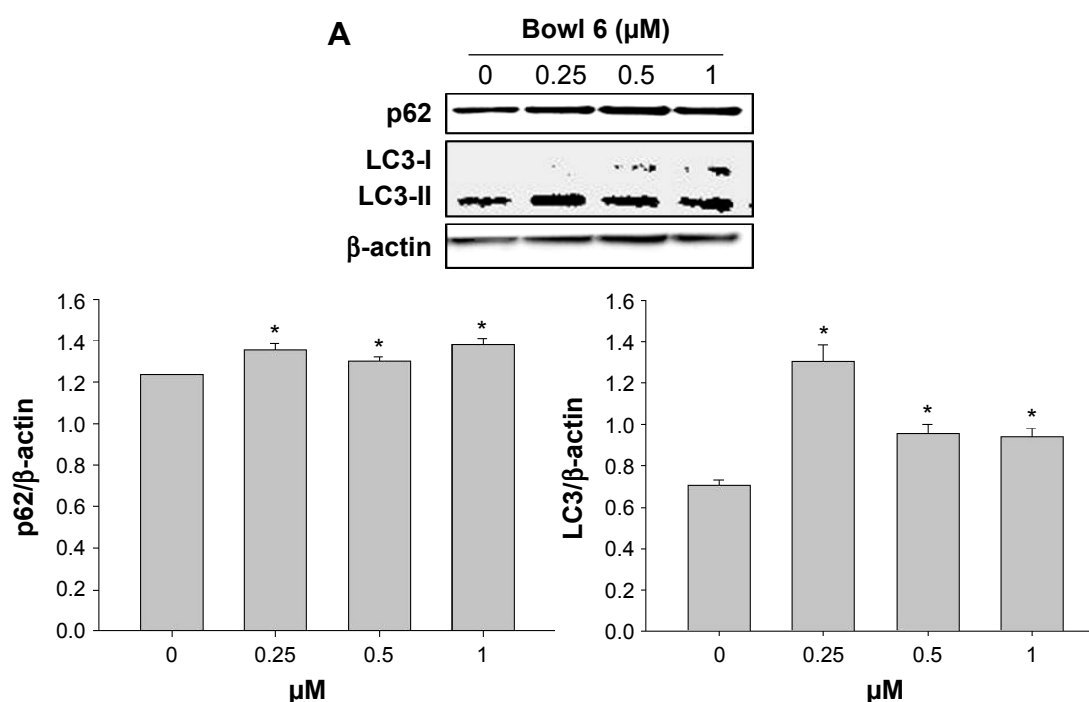 A
Bowl 6 (µM)
0 0.25 0.5 1
p62
LC3-I
LC3-II
β-actin
1.6
1.4
1.2
1.0
0.8
0.6
0.4
0.2
0.0
p62/β-actin
* * *
0 0.25 0.5 1
µM
1.6
1.4
1.2
1.0
0.8
0.6
0.4
0.2
0.0
LC3/β-actin
* * *
0 0.25 0.5 1
µM